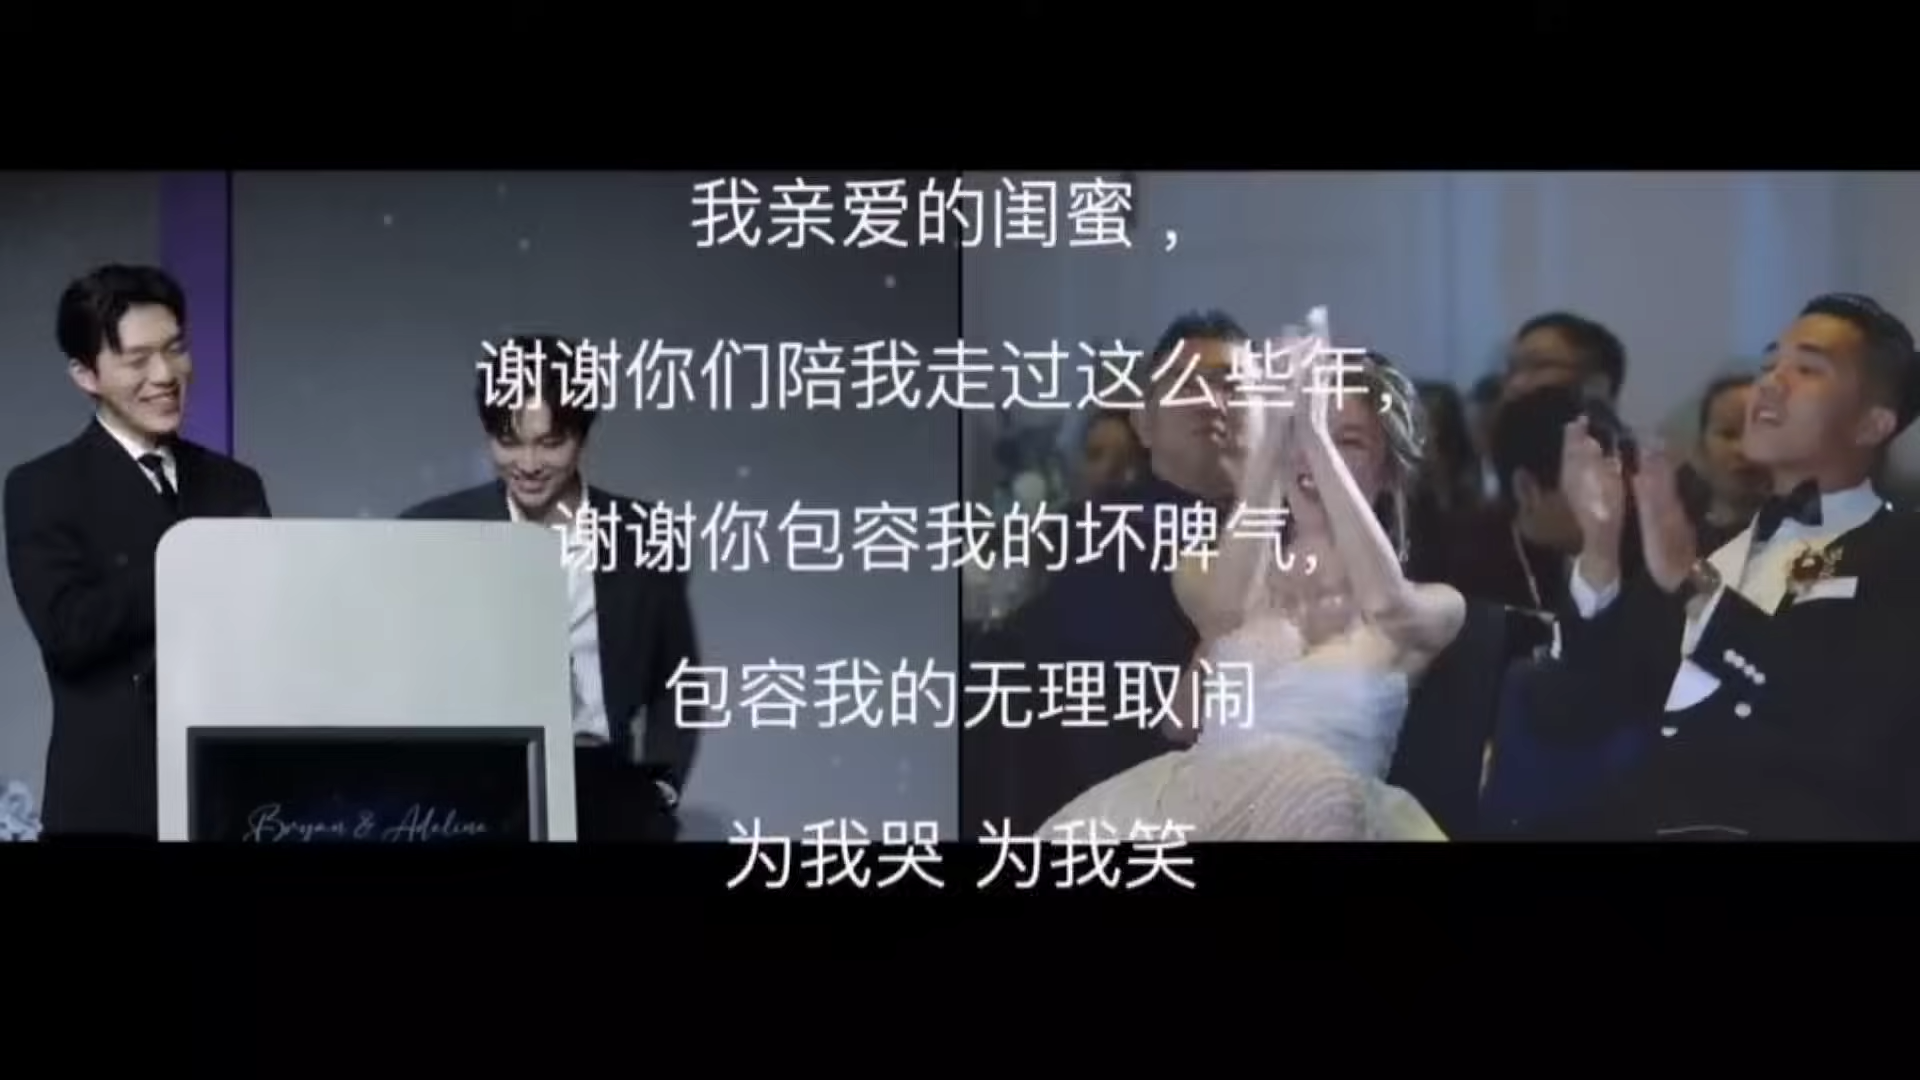 我亲爱的闺蜜，
谢谢你们陪我走过这么些年，
谢谢你包容我的坏脾气，
包容我的无理取闹
为我哭 为我笑
Bryan & Adeline